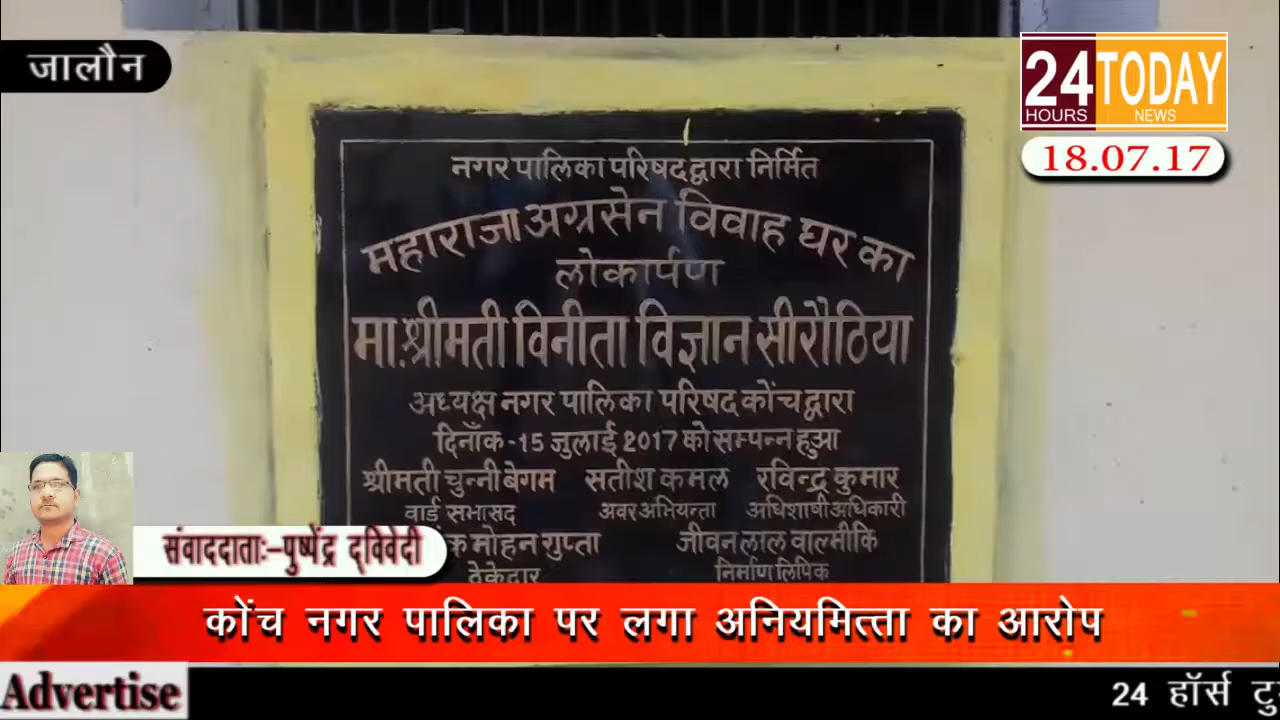 जालौन
24 TODAY
HOURS NEWS
18.07.17
नगर पालिका परिषद द्वारा निर्मित
महाराजा अग्रसेन विवाह घर का
लोकार्पण
मा.श्रीमती विनीता विज्ञान सीरौठिया
अध्यक्ष नगर पालिका परिषद कोंच द्वारा
दिनाँक-15 जुलाई 2017 को सम्पन्न हुआ
श्रीमती चुन्नी बेगम सतीश कमल रविन्द्र कुमार
वार्ड सभासद अवर अभियन्ता अधिशाषी अधिकारी
मोहन गुप्ता जीवन लाल वाल्मीकि
ठेकेदार निर्माण लिपिक
संवाददाताः-पुष्पेंद्र द्विवेदी
कोंच नगर पालिका पर लगा अनियमित्ता का आरोप
Advertise
24 हॉर्स